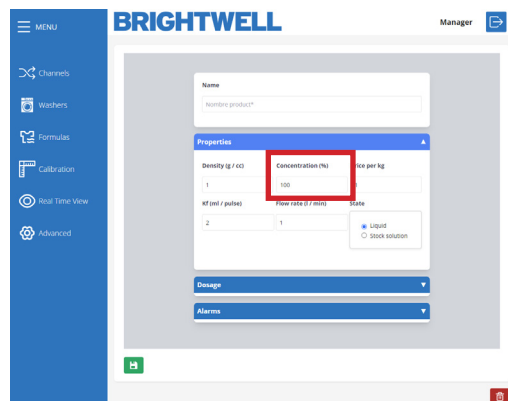 MENU
BRIGHTWELL
Manager
Channels
Washers
Formulas
Calibration
Real Time View
Advanced
Name
Nombre product*
Properties
Density (g / cc)
Concentration (%)
rice per kg
1
100
Kf (ml / pulse)
Flow rate (l / min)
State
2
1
Liquid
Stock solution
Dosage
Alarms